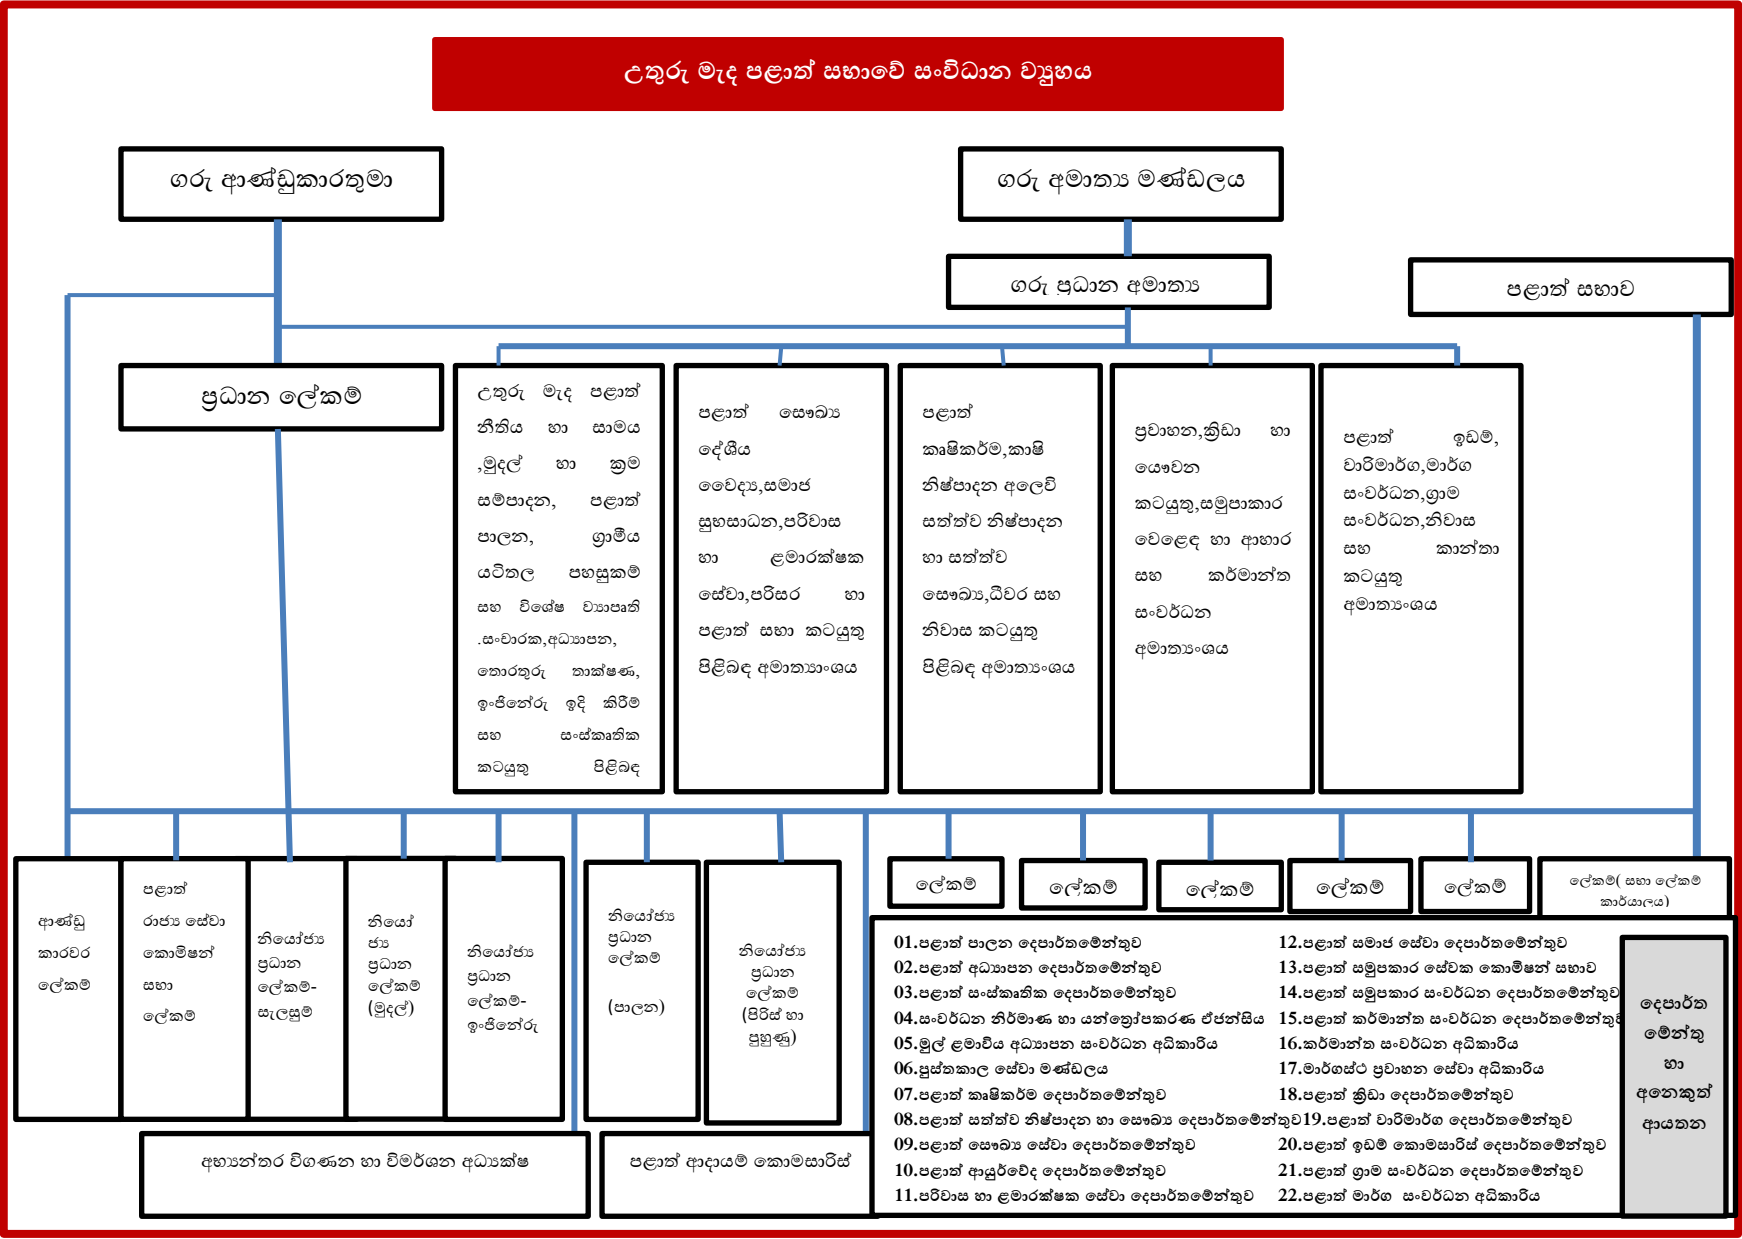 උතුරු මැද පළාත් සභාවේ සංවිධාන ව්‍යුහය
ගරු ආණ්ඩුකාරතුමා
ගරු අමාත්‍ය මණ්ඩලය
ගරු ප්‍රධාන අමාත්‍ය
පළාත් සභාව
ප්‍රධාන ලේකම්
උතුරු මැද පළාත්
නීතිය හා සාමය
,මුදල් හා ක්‍රම
සම්පාදන, පළාත්
පාලන, ග්‍රාමීය
යටිතල පහසුකම්
සහ විශේෂ ව්‍යාපෘති
.සංචාරක,අධ්‍යාපන,
තොරතුරු තාක්ෂණ,
ඉංජිනේරු ඉදි කිරීම්
සහ සංස්කෘතික
කටයුතු පිළිබඳ
පළාත් සෞඛ්‍ය
දේශීය
වෛද්‍ය,සමාජ
සුභසාධන,පරිවාස
හා ළමාරක්ෂක
සේවා,පරිසර හා
පළාත් සභා කටයුතු
පිළිබඳ අමාත්‍යාංශය
පළාත්
කෘෂිකර්ම,කෘෂි
නිෂ්පාදන අලෙවි
සත්ත්ව නිෂ්පාදන
හා සත්ත්ව
සෞඛ්‍ය,ධීවර සහ
නිවාස කටයුතු
පිළිබඳ අමාත්‍යංශය
ප්‍රවාහන,ක්‍රිඩා හා
යෞවන
කටයුතු,සමුපාකාර
වෙළෙඳ හා ආහාර
සහ කර්මාන්ත
සංවර්ධන
අමාත්‍යංශය
පළාත් ඉඩම්,
වාරිමාර්ග,මාර්ග
සංවර්ධන,ග්‍රාම
සංවර්ධන,නිවාස
සහ කාන්තා
කටයුතු
අමාත්‍යංශය
ආණ්ඩු
කාරවර
ලේකම්
පළාත්
රාජ්‍ය සේවා
කොමිෂන්
සභා
ලේකම්
නියෝජ්‍ය
ප්‍රධාන
ලේකම්-
සැලසුම්
නියෝ
ජ්‍ය
ප්‍රධාන
ලේකම්
(මුදල්)
නියෝජ්‍ය
ප්‍රධාන
ලේකම්-
ඉංජිනේරු
නියෝජ්‍ය
ප්‍රධාන
ලේකම්
(පාලන)
නියෝජ්‍ය
ප්‍රධාන
ලේකම්
(පිරිස් හා
පුහුණු)
ලේකම්
ලේකම්
ලේකම්
ලේකම්
ලේකම්
ලේකම්( සභා ලේකම්
කාර්යාලය)
අභ්‍යන්තර විගණන හා විමර්ශන අධ්‍යක්ෂ
පළාත් ආදායම් කොමසාරිස්
01.පළාත් පාලන දෙපාර්තමේන්තුව
02.පළාත් අධ්‍යාපන දෙපාර්තමේන්තුව
03.පළාත් සංස්කෘතික දෙපාර්තමේන්තුව
04.සංවර්ධන නිර්මාණ හා යන්ත්‍රෝපකරණ ඒජන්සිය
05.මුල් ළමාවිය අධ්‍යාපන සංවර්ධන අධිකාරිය
06.පුස්තකාල සේවා මණ්ඩලය
07.පළාත් කෘෂිකර්ම දෙපාර්තමේන්තුව
08.පළාත් සත්ත්ව නිෂ්පාදන හා සෞඛ්‍ය දෙපාර්තමේන්තුව
09.පළාත් සෞඛ්‍ය සේවා දෙපාර්තමේන්තුව
10.පළාත් ආයුර්වේද දෙපාර්තමේන්තුව
11.පරිවාස හා ළමාරක්ෂක සේවා දෙපාර්තමේන්තුව
12.පළාත් සමාජ සේවා දෙපාර්තමේන්තුව
13.පළාත් සමුපකාර සේවක කොමිෂන් සභාව
14.පළාත් සමුපකාර සංවර්ධන දෙපාර්තමේන්තුව
15.පළාත් කර්මාන්ත සංවර්ධන දෙපාර්තමේන්තුව
16.කර්මාන්ත සංවර්ධන අධිකාරිය
17.මාර්ගස්ථ ප්‍රවාහන සේවා අධිකාරිය
18.පළාත් ක්‍රිඩා දෙපාර්තමේන්තුව
19.පළාත් වාරිමාර්ග දෙපාර්තමේන්තුව
20.පළාත් ඉඩම් කොමසාරිස් දෙපාර්තමේන්තුව
21.පළාත් ග්‍රාම සංවර්ධන දෙපාර්තමේන්තුව
22.පළාත් මාර්ග සංවර්ධන අධිකාරිය
දෙපාර්ත
මේන්තු
හා
අනෙකුත්
ආයතන